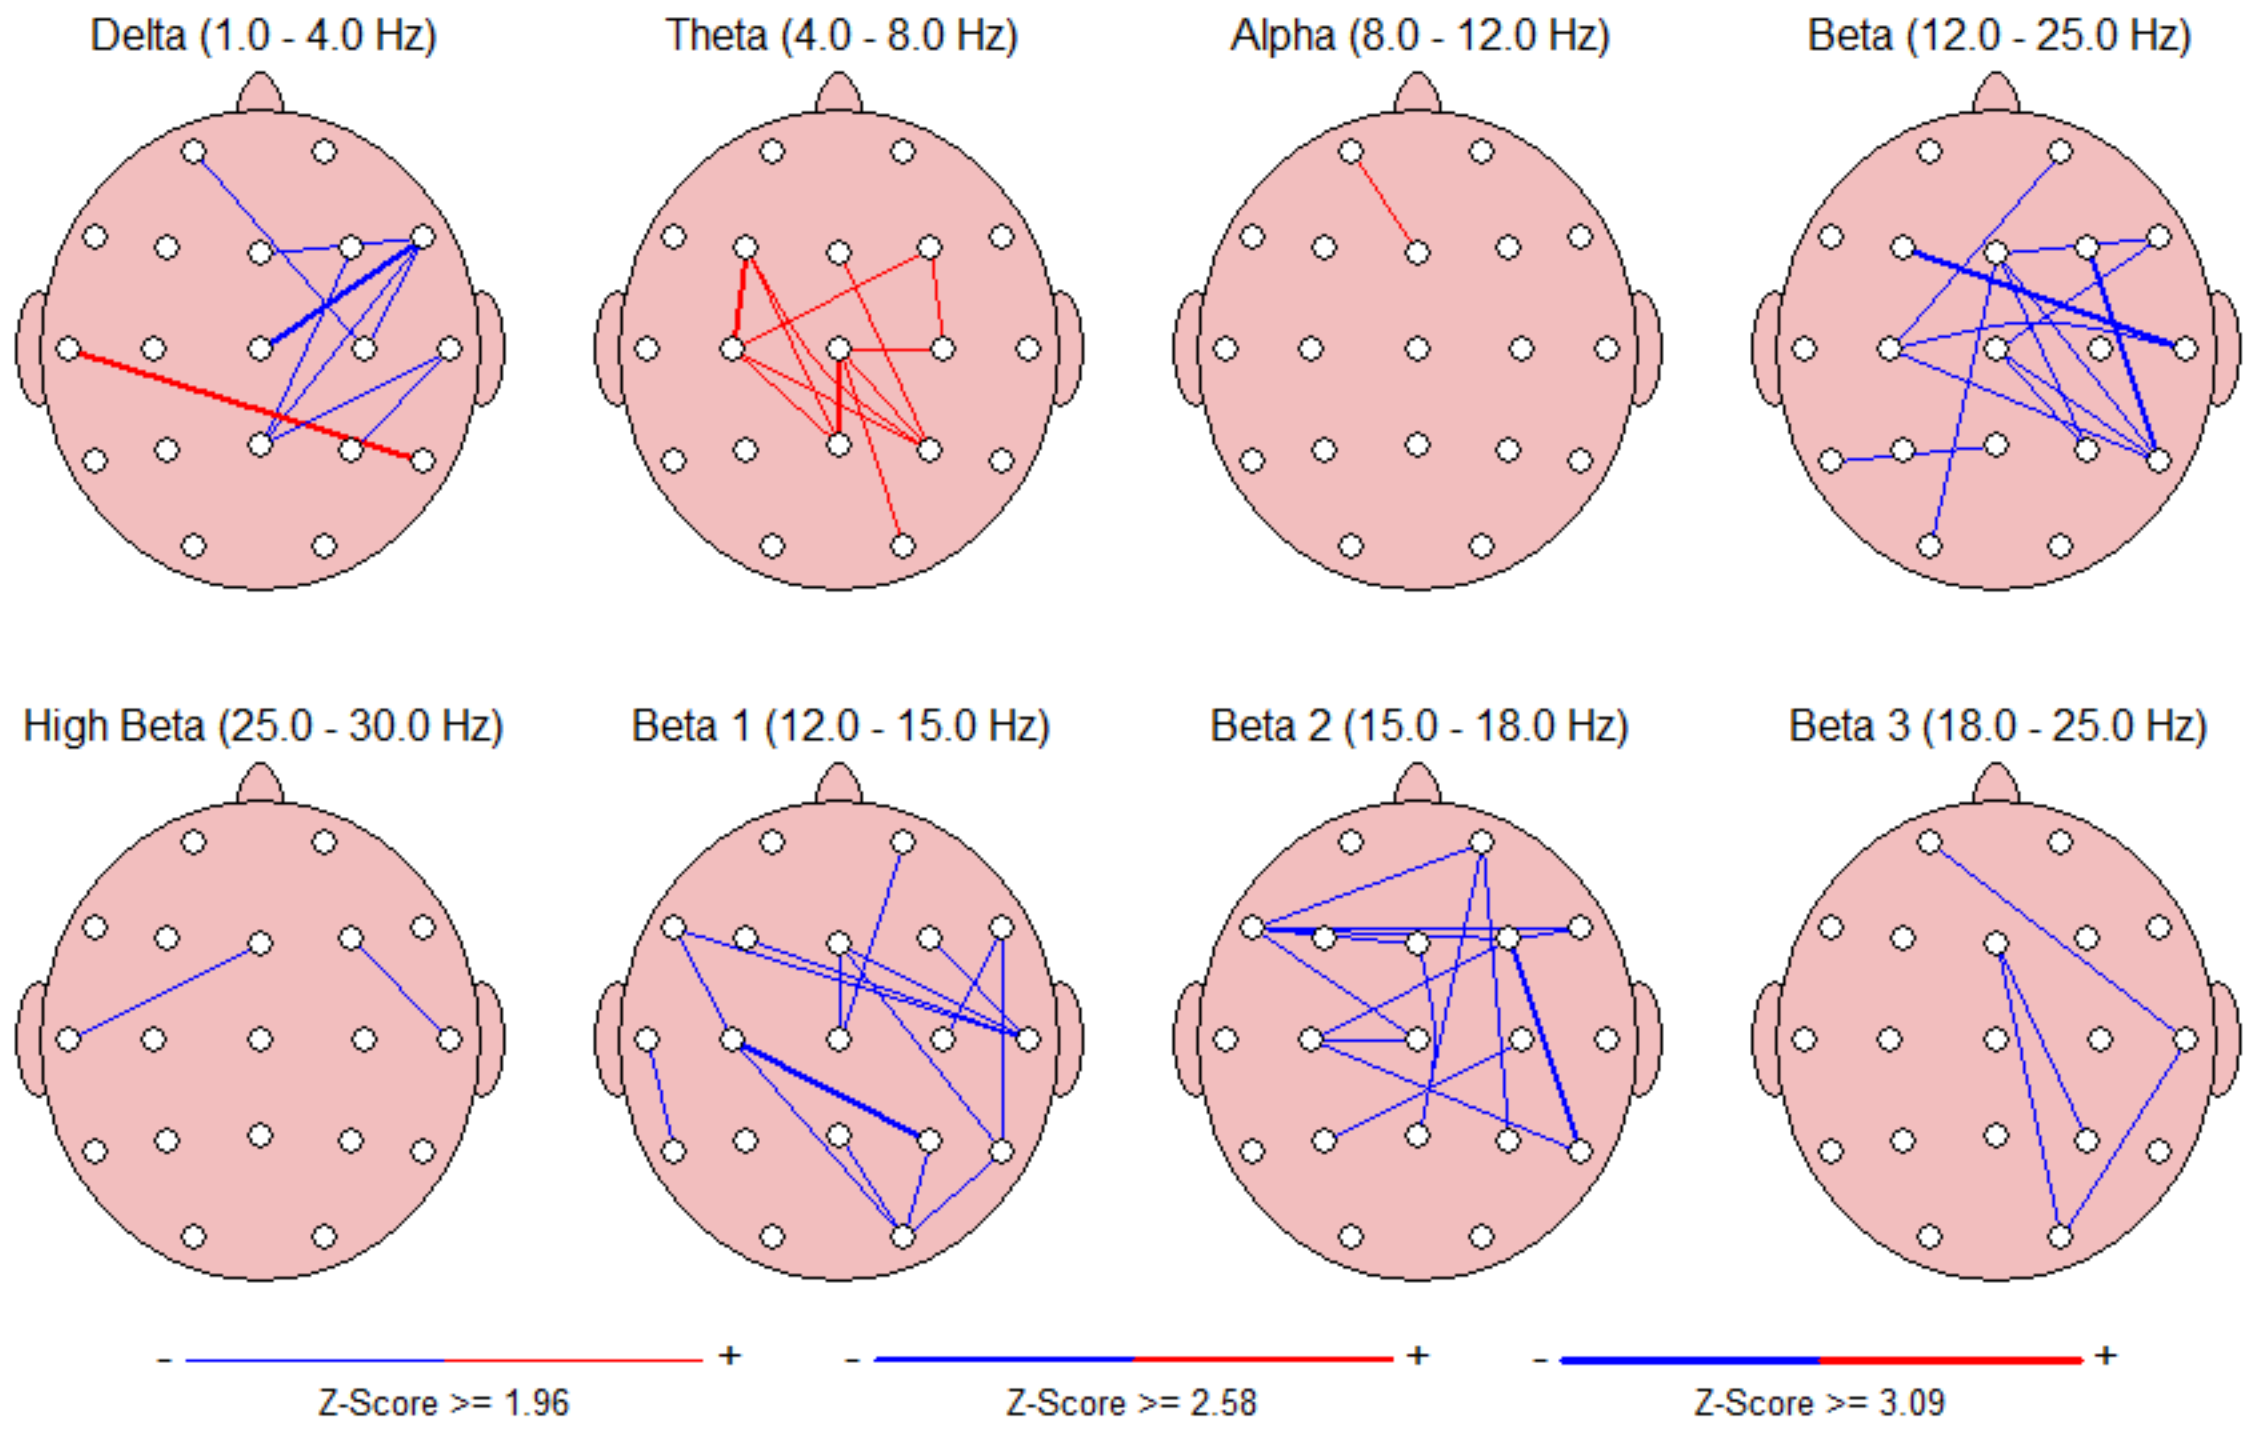 Delta (1.0 - 4.0 Hz)
Theta (4.0 - 8.0 Hz)
Alpha (8.0 - 12.0 Hz)
Beta (12.0 - 25.0 Hz)
High Beta (25.0 - 30.0 Hz)
Beta 1 (12.0 - 15.0 Hz)
Beta 2 (15.0 - 18.0 Hz)
Beta 3 (18.0 - 25.0 Hz)
- +
- +
- +
Z-Score >= 1.96
Z-Score >= 2.58
Z-Score >= 3.09